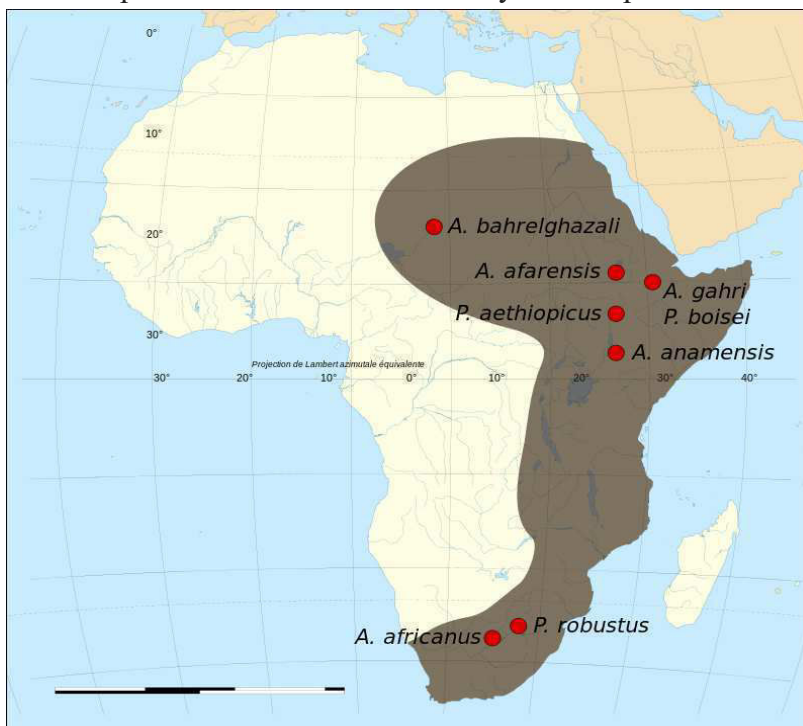 0°
10°
20°
30°
A. bahrelghazali
A. afarensis
A. gahri
P. aethiopicus
P. boisei
A. anamensis
Projection de Lambert azimutale équivalente
30° 20° 10° 0° 10° 20° 30° 40°
P. robustus
A. africanus